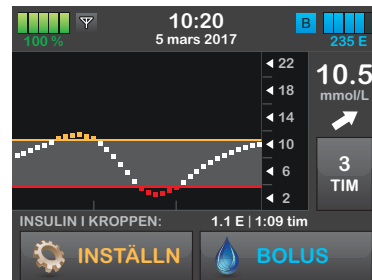 10:20
B
100 %
5 mars 2017
235 E
22
18
14
10
6
2
10.5
mmol/L
3
TIM
INSULIN I KROPPEN: 1.1 E | 1:09 tim
INSTÄLLN
BOLUS